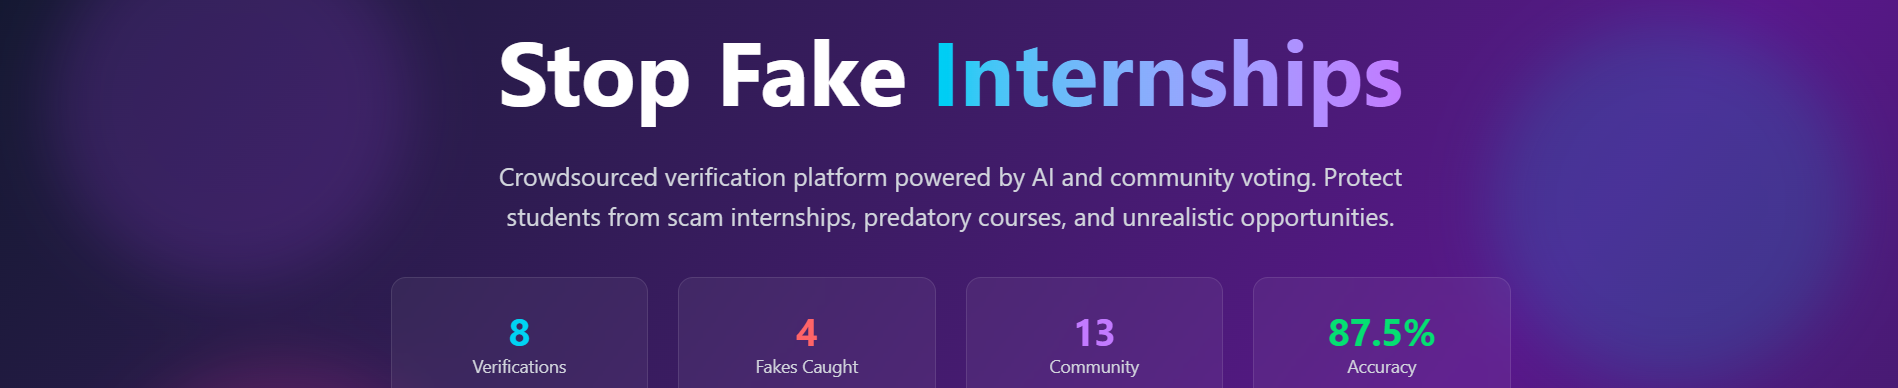 Stop Fake Internships
Crowdsourced verification platform powered by AI and community voting. Protect
students from scam internships, predatory courses, and unrealistic opportunities.
8
Verifications
4
Fakes Caught
13
Community
87.5%
Accuracy